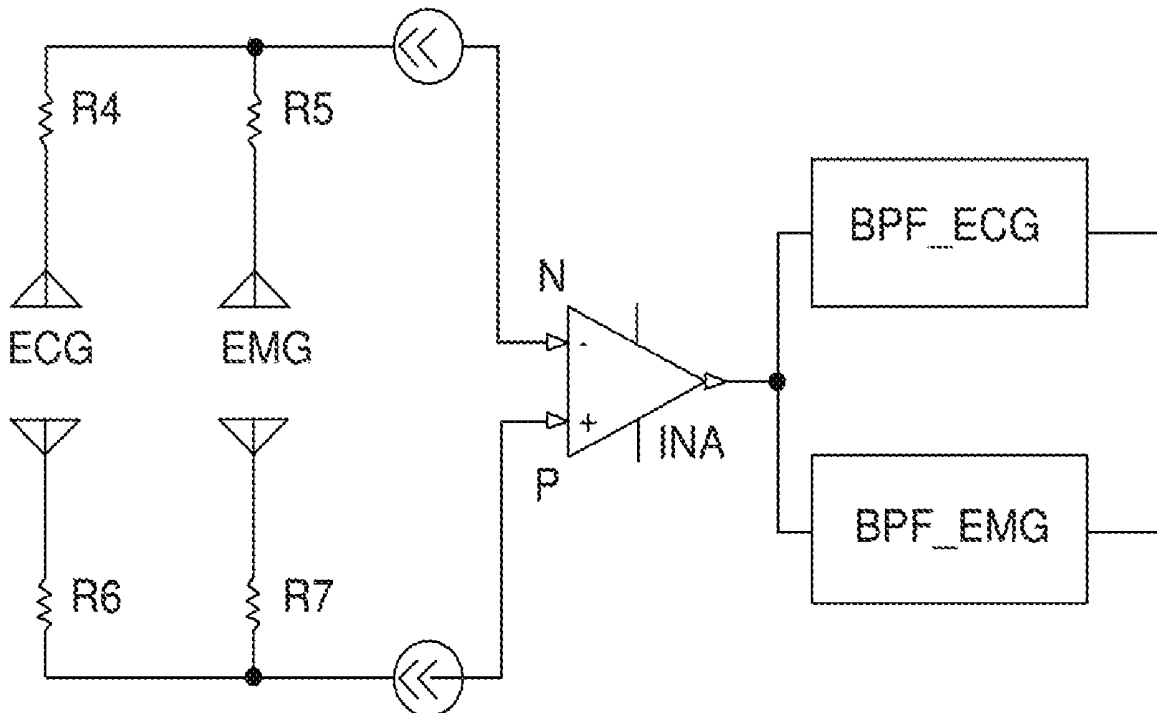 R4
R5
ECG
EMG
N
-
+
P
INA
BPF_ECG
BPF_EMG
R6
R7